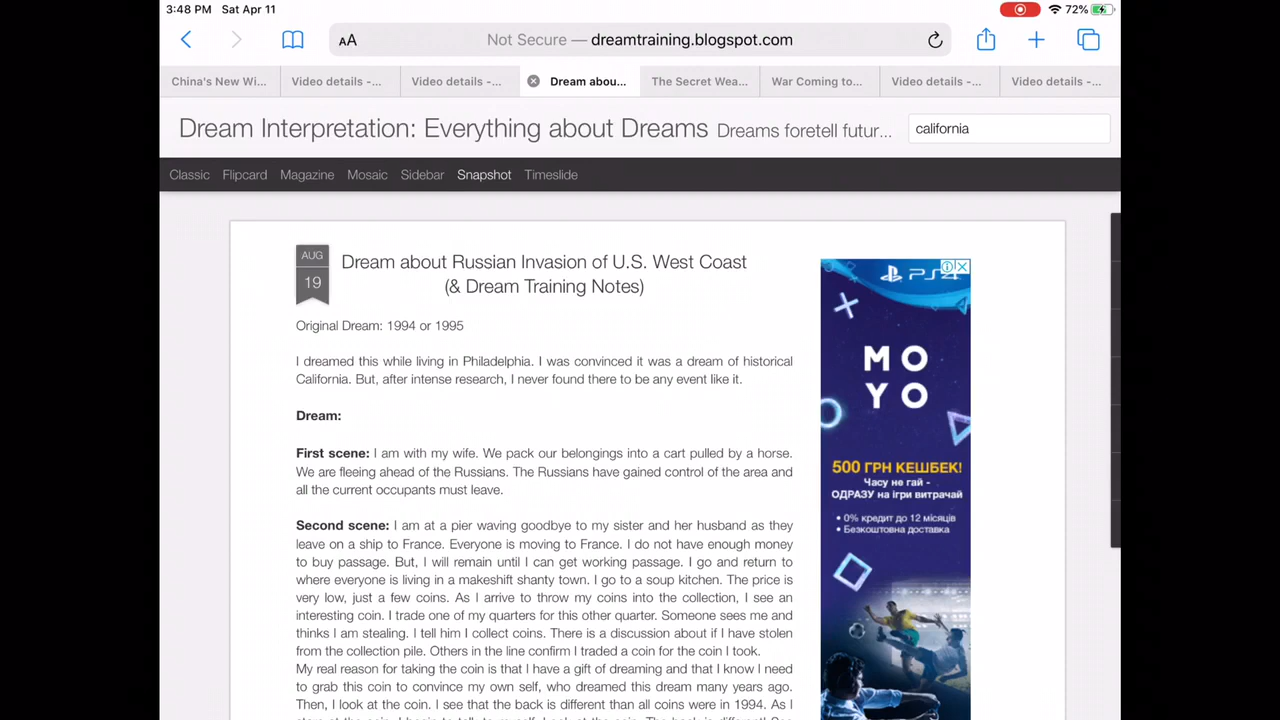 3:48 PM Sat Apr 11 72%
AA Not Secure — dreamtraining.blogspot.com
China's New Wi... Video details -... Video details -... Dream abou... The Secret Wea... War Coming to... Video details -... Video details -...
Dream Interpretation: Everything about Dreams Dreams foretell futur... california
Classic Flipcard Magazine Mosaic Sidebar Snapshot Timeslide
AUG
19
Dream about Russian Invasion of U.S. West Coast
(& Dream Training Notes)
Original Dream: 1994 or 1995
I dreamed this while living in Philadelphia. I was convinced it was a dream of historical
California. But, after intense research, I never found there to be any event like it.
Dream:
First scene: I am with my wife. We pack our belongings into a cart pulled by a horse.
We are fleeing ahead of the Russians. The Russians have gained control of the area and
all the current occupants must leave.
Second scene: I am at a pier waving goodbye to my sister and her husband as they
leave on a ship to France. Everyone is moving to France. I do not have enough money
to buy passage. But, I will remain until I can get working passage. I go and return to
where everyone is living in a makeshift shanty town. I go to a soup kitchen. The price is
very low, just a few coins. As I arrive to throw my coins into the collection, I see an
interesting coin. I trade one of my quarters for this other quarter. Someone sees me and
thinks I am stealing. I tell him I collect coins. There is a discussion about if I have stolen
from the collection pile. Others in the line confirm I traded a coin for the coin I took.
My real reason for taking the coin is that I have a gift of dreaming and that I know I need
to grab this coin to convince my own self, who dreamed this dream many years ago.
Then, I look at the coin. I see that the back is different than all coins were in 1994. As I
PS4
MO
YO
500 ГРН КЕШБЕК!
Часу не гай -
ОДРАЗУ на ігри витрачай
• 0% кредит до 12 місяців
• Безкоштовна доставка